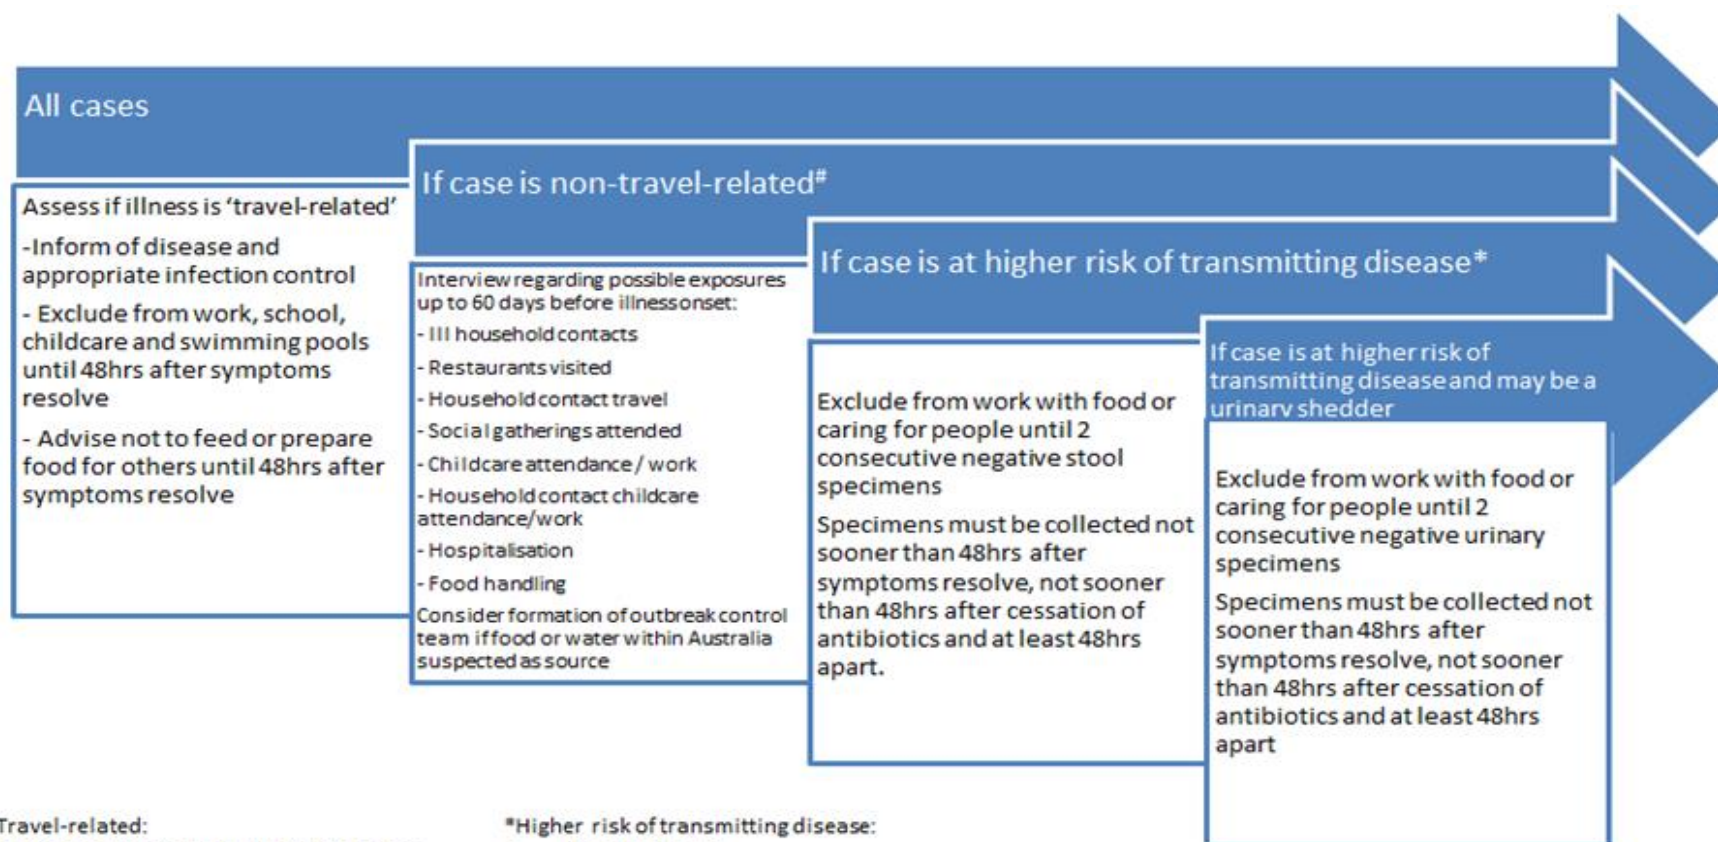 All cases
Assess if illness is 'travel-related'
-Inform of disease and
appropriate infection control
- Exclude from work, school,
childcare and swimming pools
until 48hrs after symptoms
resolve
- Advise not to feed or prepare
food for others until 48hrs after
symptoms resolve
If case is non-travel-related#
Interview regarding possible exposures
up to 60 days before illness onset:
- Ill household contacts
- Restaurants visited
- Household contact travel
- Social gatherings attended
- Childcare attendance / work
- Household contact childcare
attendance/work
- Hospitalisation
- Food handling
Consider formation of outbreak control
team if food or water within Australia
suspected as source
If case is at higher risk of transmitting disease*
Exclude from work with food or
caring for people until 2
consecutive negative stool
specimens
Specimens must be collected not
sooner than 48hrs after
symptoms resolve, not sooner
than 48hrs after cessation of
antibiotics and at least 48hrs
apart.
If case is at higher risk of
transmitting disease and may be a
urinary shedder
Exclude from work with food or
caring for people until 2
consecutive negative urinary
specimens
Specimens must be collected not
sooner than 48hrs after
symptoms resolve, not sooner
than 48hrs after cessation of
antibiotics and at least 48hrs
apart
Travel-related:
*Higher risk of transmitting disease: